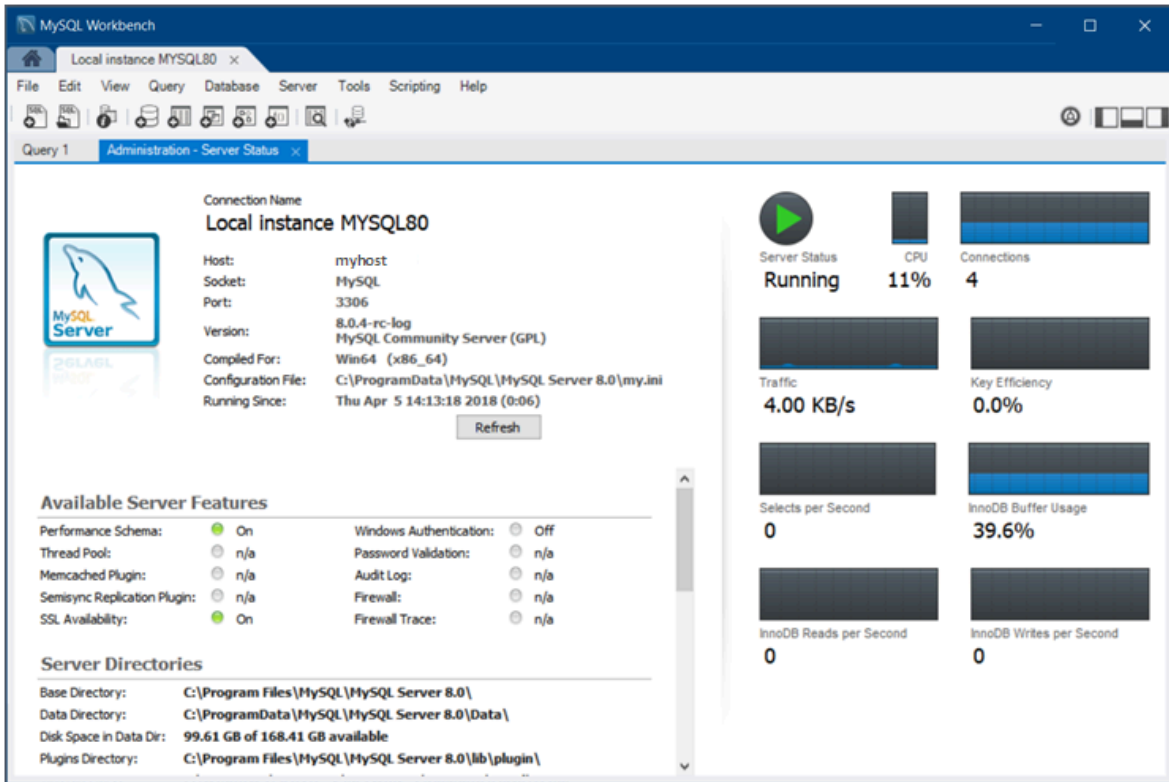 MySQL Workbench
Local instance MYSQL80
File Edit View Query Database Server Tools Scripting Help
Query 1
Administration - Server Status
Connection Name
Local instance MYSQL80
Host: myhost
Socket: MySQL
Port: 3306
Version: 8.0.4-rc-log
MySQL Community Server (GPL)
Compiled For: Win64 (x86_64)
Configuration File: C:\ProgramData\MySQL\MySQL Server 8.0\my.ini
Running Since: Thu Apr 5 14:13:18 2018 (0:06)
Refresh
MySQL
Server
Available Server Features
Performance Schema: On Windows Authentication: Off
Thread Pool: n/a Password Validation: n/a
Memcached Plugin: n/a Audit Log: n/a
Semisync Replication Plugin: n/a Firewall: n/a
SSL Availability: On Firewall Trace: n/a
Server Directories
Base Directory: C:\Program Files\MySQL\MySQL Server 8.0\
Data Directory: C:\ProgramData\MySQL\MySQL Server 8.0\Data\
Disk Space in Data Dir: 99.61 GB of 168.41 GB available
Plugins Directory: C:\Program Files\MySQL\MySQL Server 8.0\lib\plugin\
Server Status CPU Connections
Running 11% 4
Traffic Key Efficiency
4.00 KB/s 0.0%
Selects per Second InnoDB Buffer Usage
0 39.6%
InnoDB Reads per Second InnoDB Writes per Second
0 0